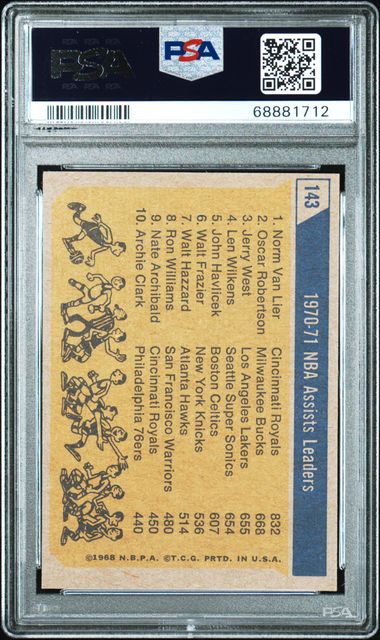 PSA
PSA
68881712
143
1970-71 NBA Assists Leaders
1. Norm Van Lier Cincinnati Royals 832
2. Oscar Robertson Milwaukee Bucks 668
3. Jerry West Los Angeles Lakers 655
4. Len Wilkens Seattle Super Sonics 654
5. John Havlicek Boston Celtics 607
6. Walt Frazier New York Knicks 536
7. Walt Hazzard Atlanta Hawks 514
8. Ron Williams San Francisco Warriors 480
9. Nate Archibald Cincinnati Royals 450
10. Archie Clark Philadelphia 76ers 440
©1968 N.B.P.A. ©T.C.G. PRTD. IN U.S.A.
PSA